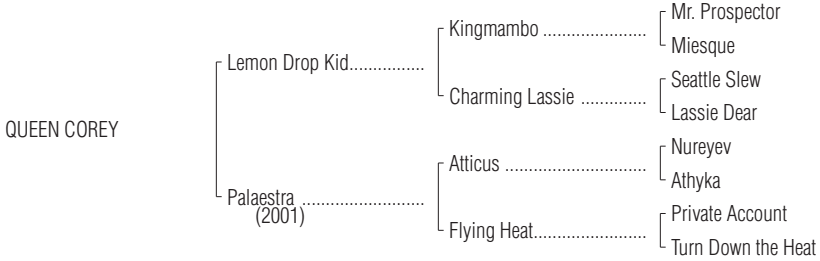 Mr. Prospector
Kingmambo ......................
Miesque
Lemon Drop Kid................
Seattle Slew
Charming Lassie ..............
Lassie Dear
QUEEN COREY
Nureyev
Atticus ..............................
Athyka
Palaestra ..........................
(2001)
Private Account
Flying Heat........................
Turn Down the Heat